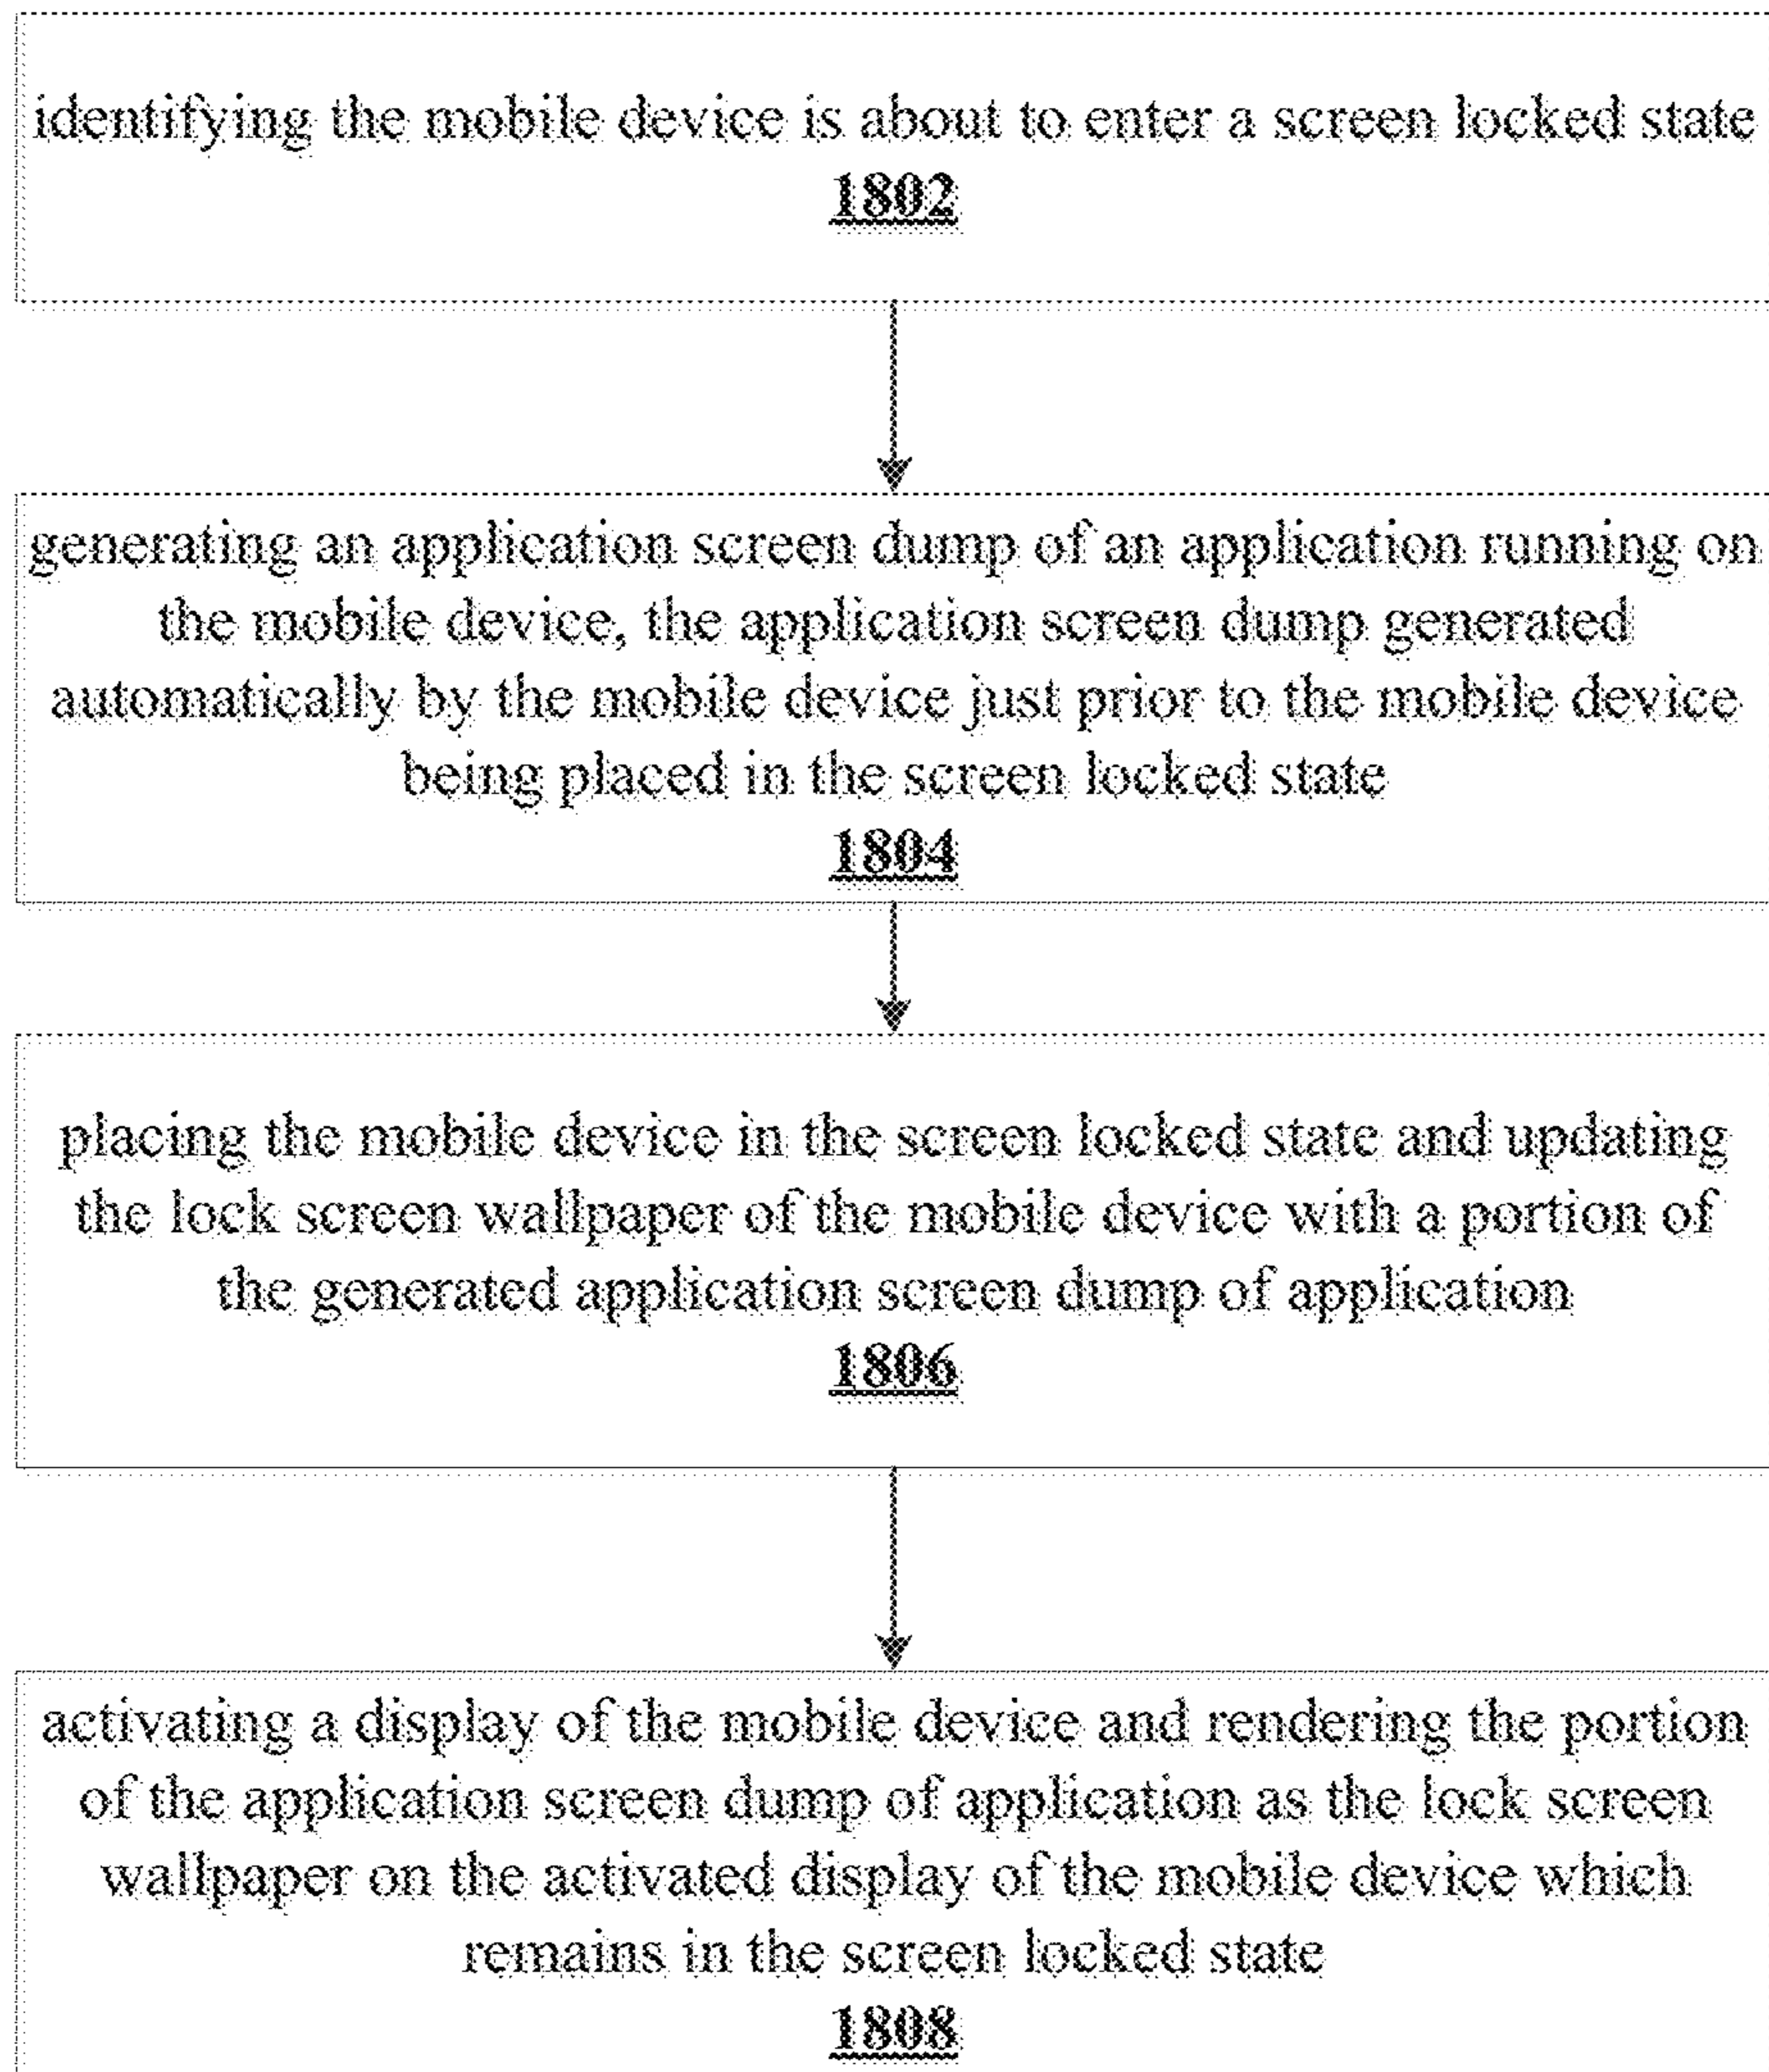 identifying the mobile device is about to enter a screen locked state
1802
generating an application screen dump of an application running on
the mobile device, the application screen dump generated
automatically by the mobile device just prior to the mobile device
being placed in the screen locked state
1804
placing the mobile device in the screen locked state and updating
the lock screen wallpaper of the mobile device with a portion of
the generated application screen dump of application
1806
activating a display of the mobile device and rendering the portion
of the application screen dump of application as the lock screen
wallpaper on the activated display of the mobile device which
remains in the screen locked state
1808